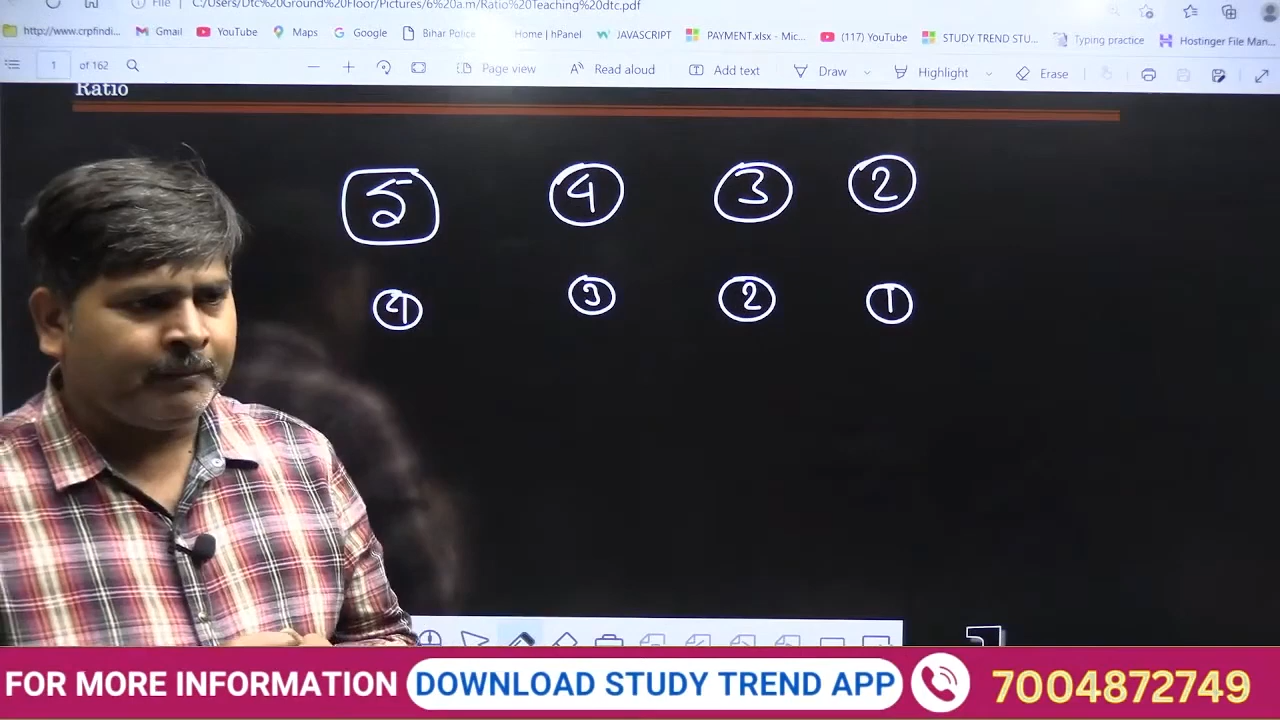 File | C:/Users/Dtc%20Ground%20Floor/Pictures/6%20a.m/Ratio%20Teaching%20dtc.pdf
http://www.crpfindi... Gmail YouTube Maps Google Bihar Police Home | hPanel JAVASCRIPT PAYMENT.xlsx - Mic... (117) YouTube STUDY TREND STU... Typing practice Hostinger File Man...
1 of 162 Page view Read aloud Add text Draw Highlight Erase
Ratio
5 4 3 2
4 3 2 1
FOR MORE INFORMATION DOWNLOAD STUDY TREND APP 7004872749